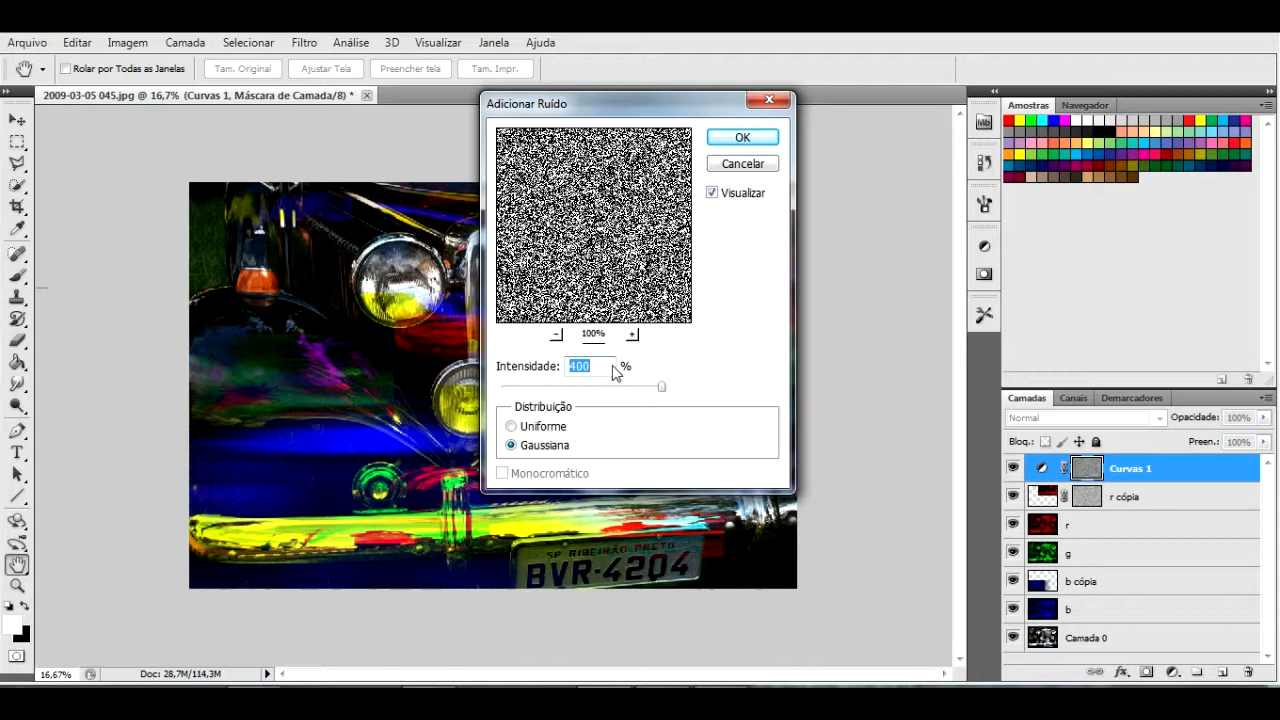 Arquivo Editar Imagem Camada Selecionar Filtro Análise 3D Visualizar Janela Ajuda
Rolar por Todas as Janelas Tam. Original Ajustar Tela Preencher tela Tam. Impr.
2009-03-05 045.jpg @ 16,7% (Curvas 1, Máscara de Camada/8) *
Adicionar Ruído
OK
Cancelar
Visualizar
100%
Intensidade: 400 %
Distribuição
Uniforme
Gaussiana
Monocromático
SP RIBEIRÃO PRETO
BVR-4204
Amostras Navegador
Mb
Camadas Canais Demarcadores
Normal Opacidade: 100%
Bloq.: Preen.: 100%
Curvas 1
r cópia
r
g
b cópia
b
Camada 0
16,67% Doc: 28,7M/114,3M